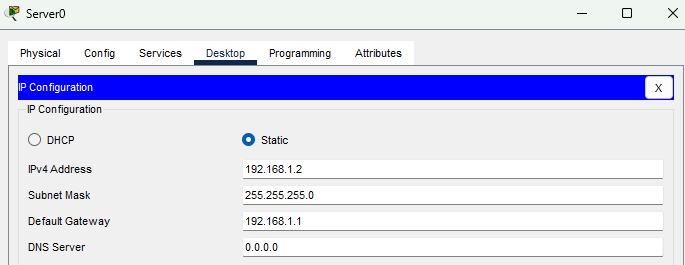 Server0
Physical Config Services Desktop Programming Attributes
IP Configuration X
IP Configuration
DHCP Static
IPv4 Address 192.168.1.2
Subnet Mask 255.255.255.0
Default Gateway 192.168.1.1
DNS Server 0.0.0.0